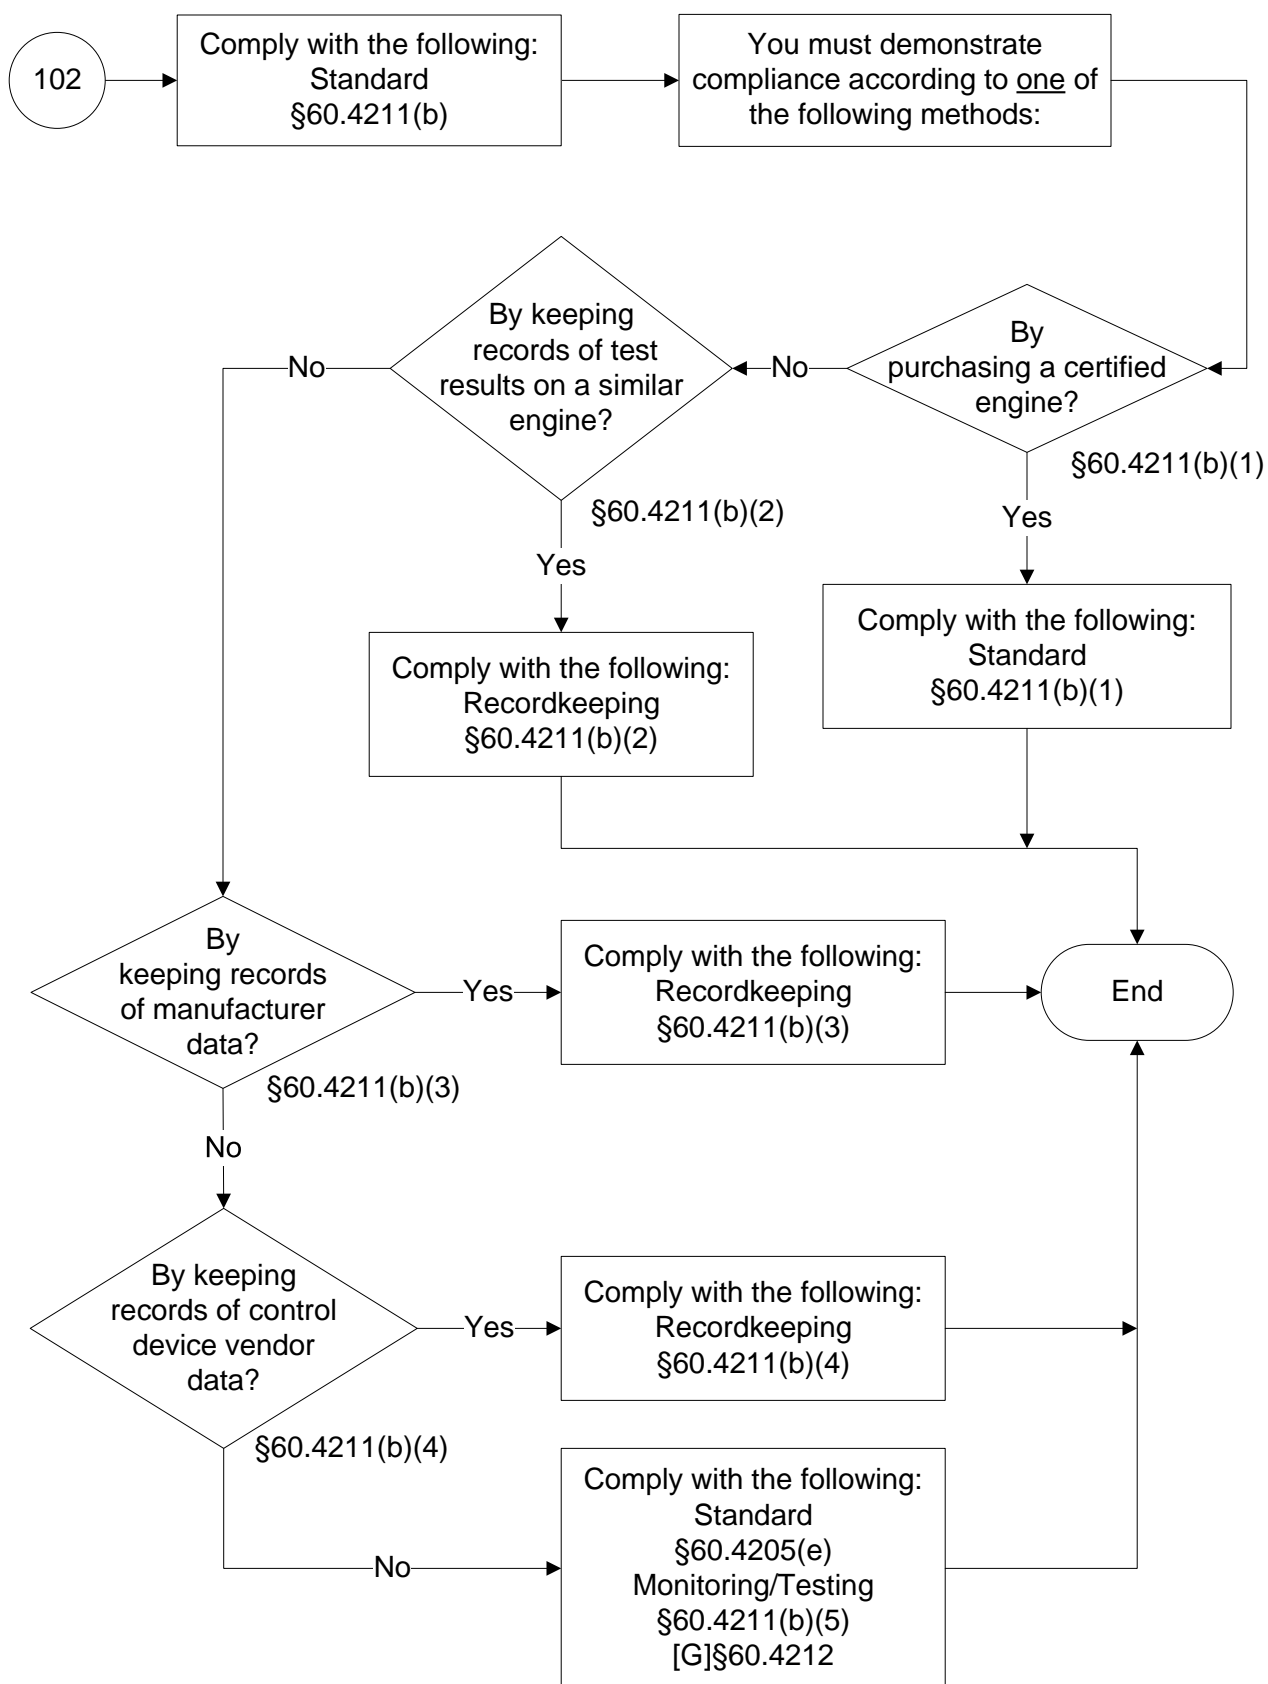 102
Comply with the following:
Standard
§60.4211(b)
You must demonstrate
compliance according to one of
the following methods:
By
purchasing a certified
engine?
§60.4211(b)(1)
No
By keeping
records of test
results on a similar
engine?
§60.4211(b)(2)
No
Yes
Yes
Comply with the following:
Standard
§60.4211(b)(1)
Comply with the following:
Recordkeeping
§60.4211(b)(2)
By
keeping records
of manufacturer
data?
§60.4211(b)(3)
Yes
Comply with the following:
Recordkeeping
§60.4211(b)(3)
End
No
By keeping
records of control
device vendor
data?
§60.4211(b)(4)
Yes
Comply with the following:
Recordkeeping
§60.4211(b)(4)
No
Comply with the following:
Standard
§60.4205(e)
Monitoring/Testing
§60.4211(b)(5)
[G]§60.4212